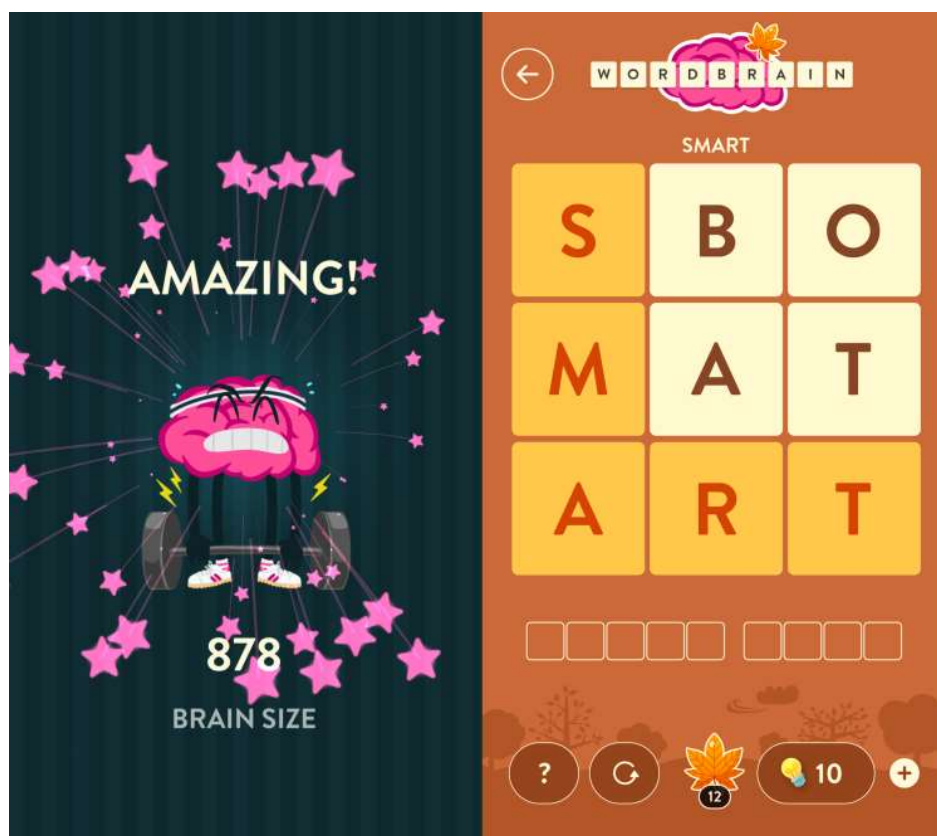 AMAZING!
878
BRAIN SIZE
WORDBRAIN
SMART
S B O
M A T
A R T
12
? 10 +